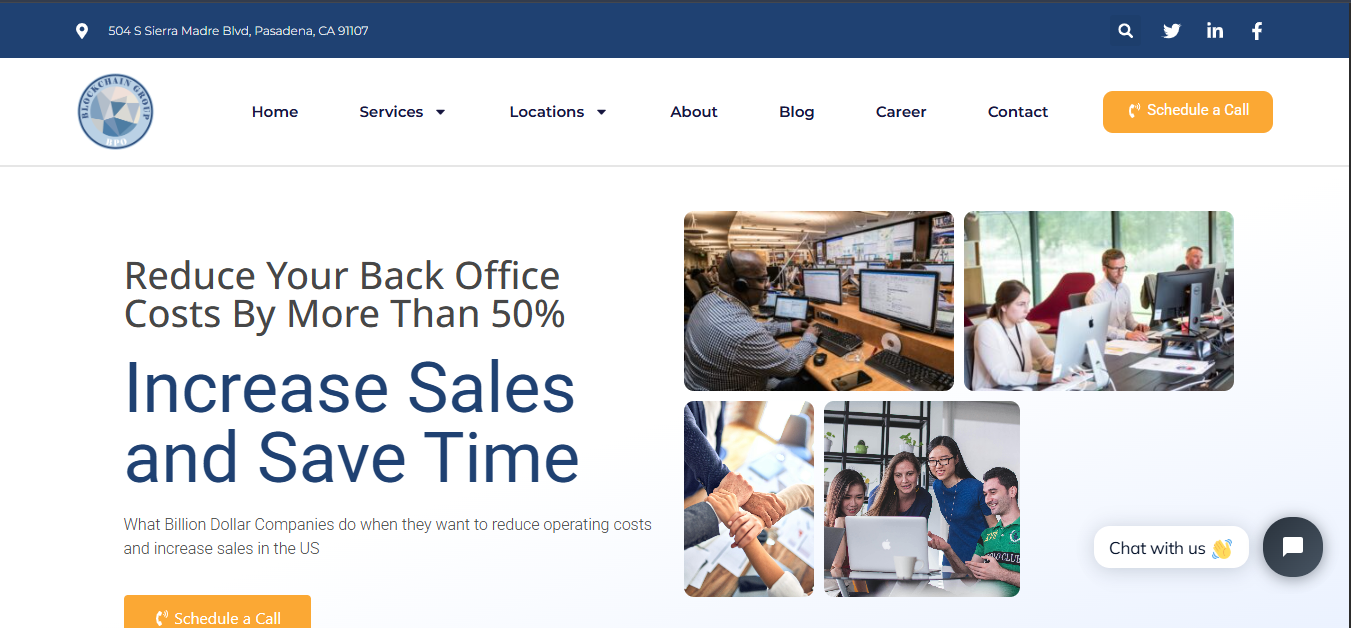 504 S Sierra Madre Blvd, Pasadena, CA 91107
BLOCKCHAIN GROUP
BPO
Home
Services
Locations
About
Blog
Career
Contact
Schedule a Call
Reduce Your Back Office
Costs By More Than 50%
Increase Sales
and Save Time
What Billion Dollar Companies do when they want to reduce operating costs
and increase sales in the US
Schedule a Call
Chat with us 👋